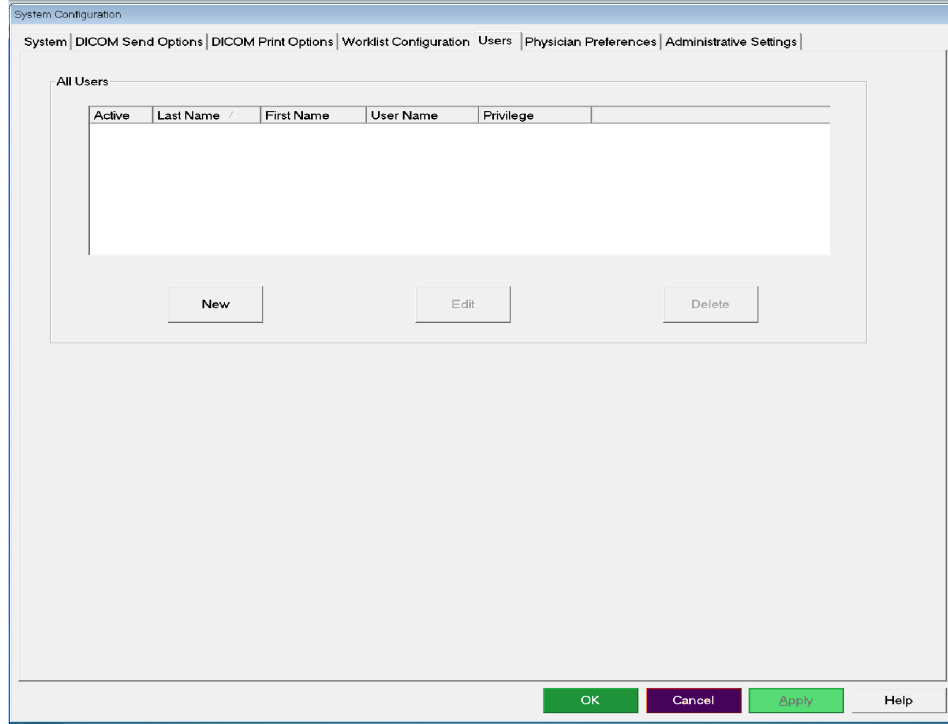 System Configuration
System DICOM Send Options DICOM Print Options Worklist Configuration Users Physician Preferences Administrative Settings
All Users
Active Last Name First Name User Name Privilege
New Edit Delete
OK Cancel Apply Help